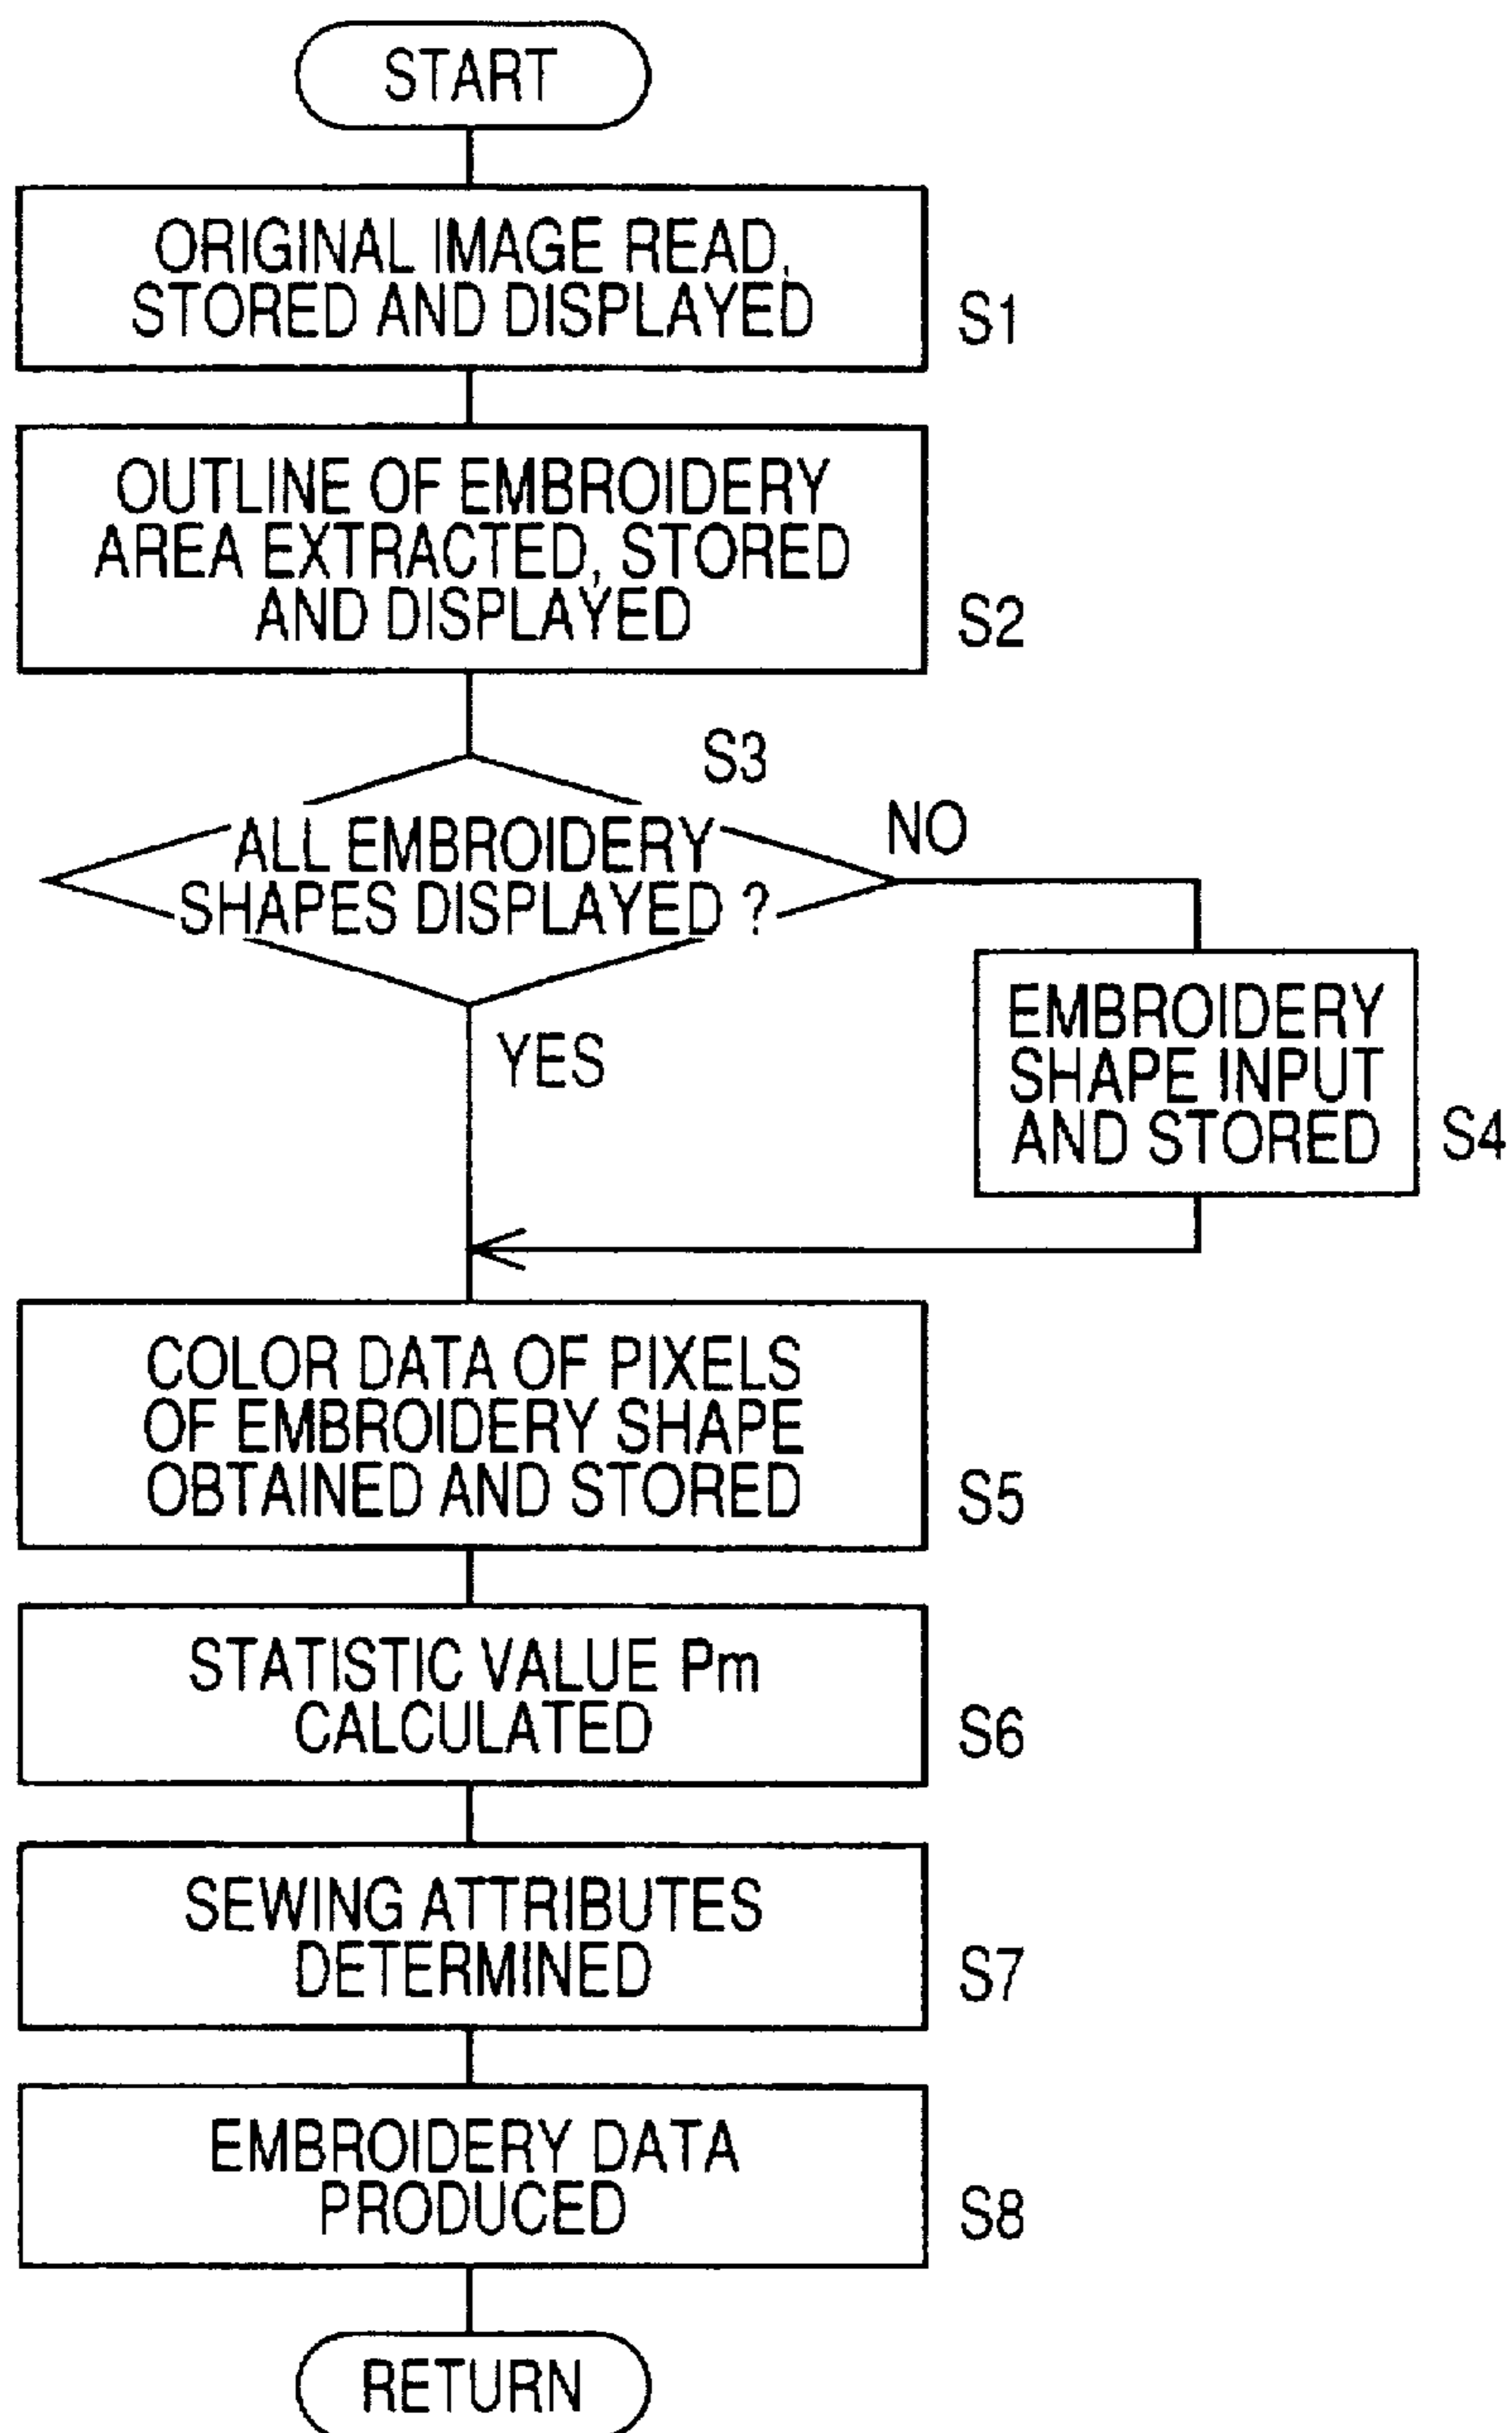 START
ORIGINAL IMAGE READ,
STORED AND DISPLAYED
S1
OUTLINE OF EMBROIDERY
AREA EXTRACTED, STORED
AND DISPLAYED
S2
S3
ALL EMBROIDERY
SHAPES DISPLAYED ?
NO
YES
EMBROIDERY
SHAPE INPUT
AND STORED
S4
COLOR DATA OF PIXELS
OF EMBROIDERY SHAPE
OBTAINED AND STORED
S5
STATISTIC VALUE Pm
CALCULATED
S6
SEWING ATTRIBUTES
DETERMINED
S7
EMBROIDERY DATA
PRODUCED
S8
RETURN